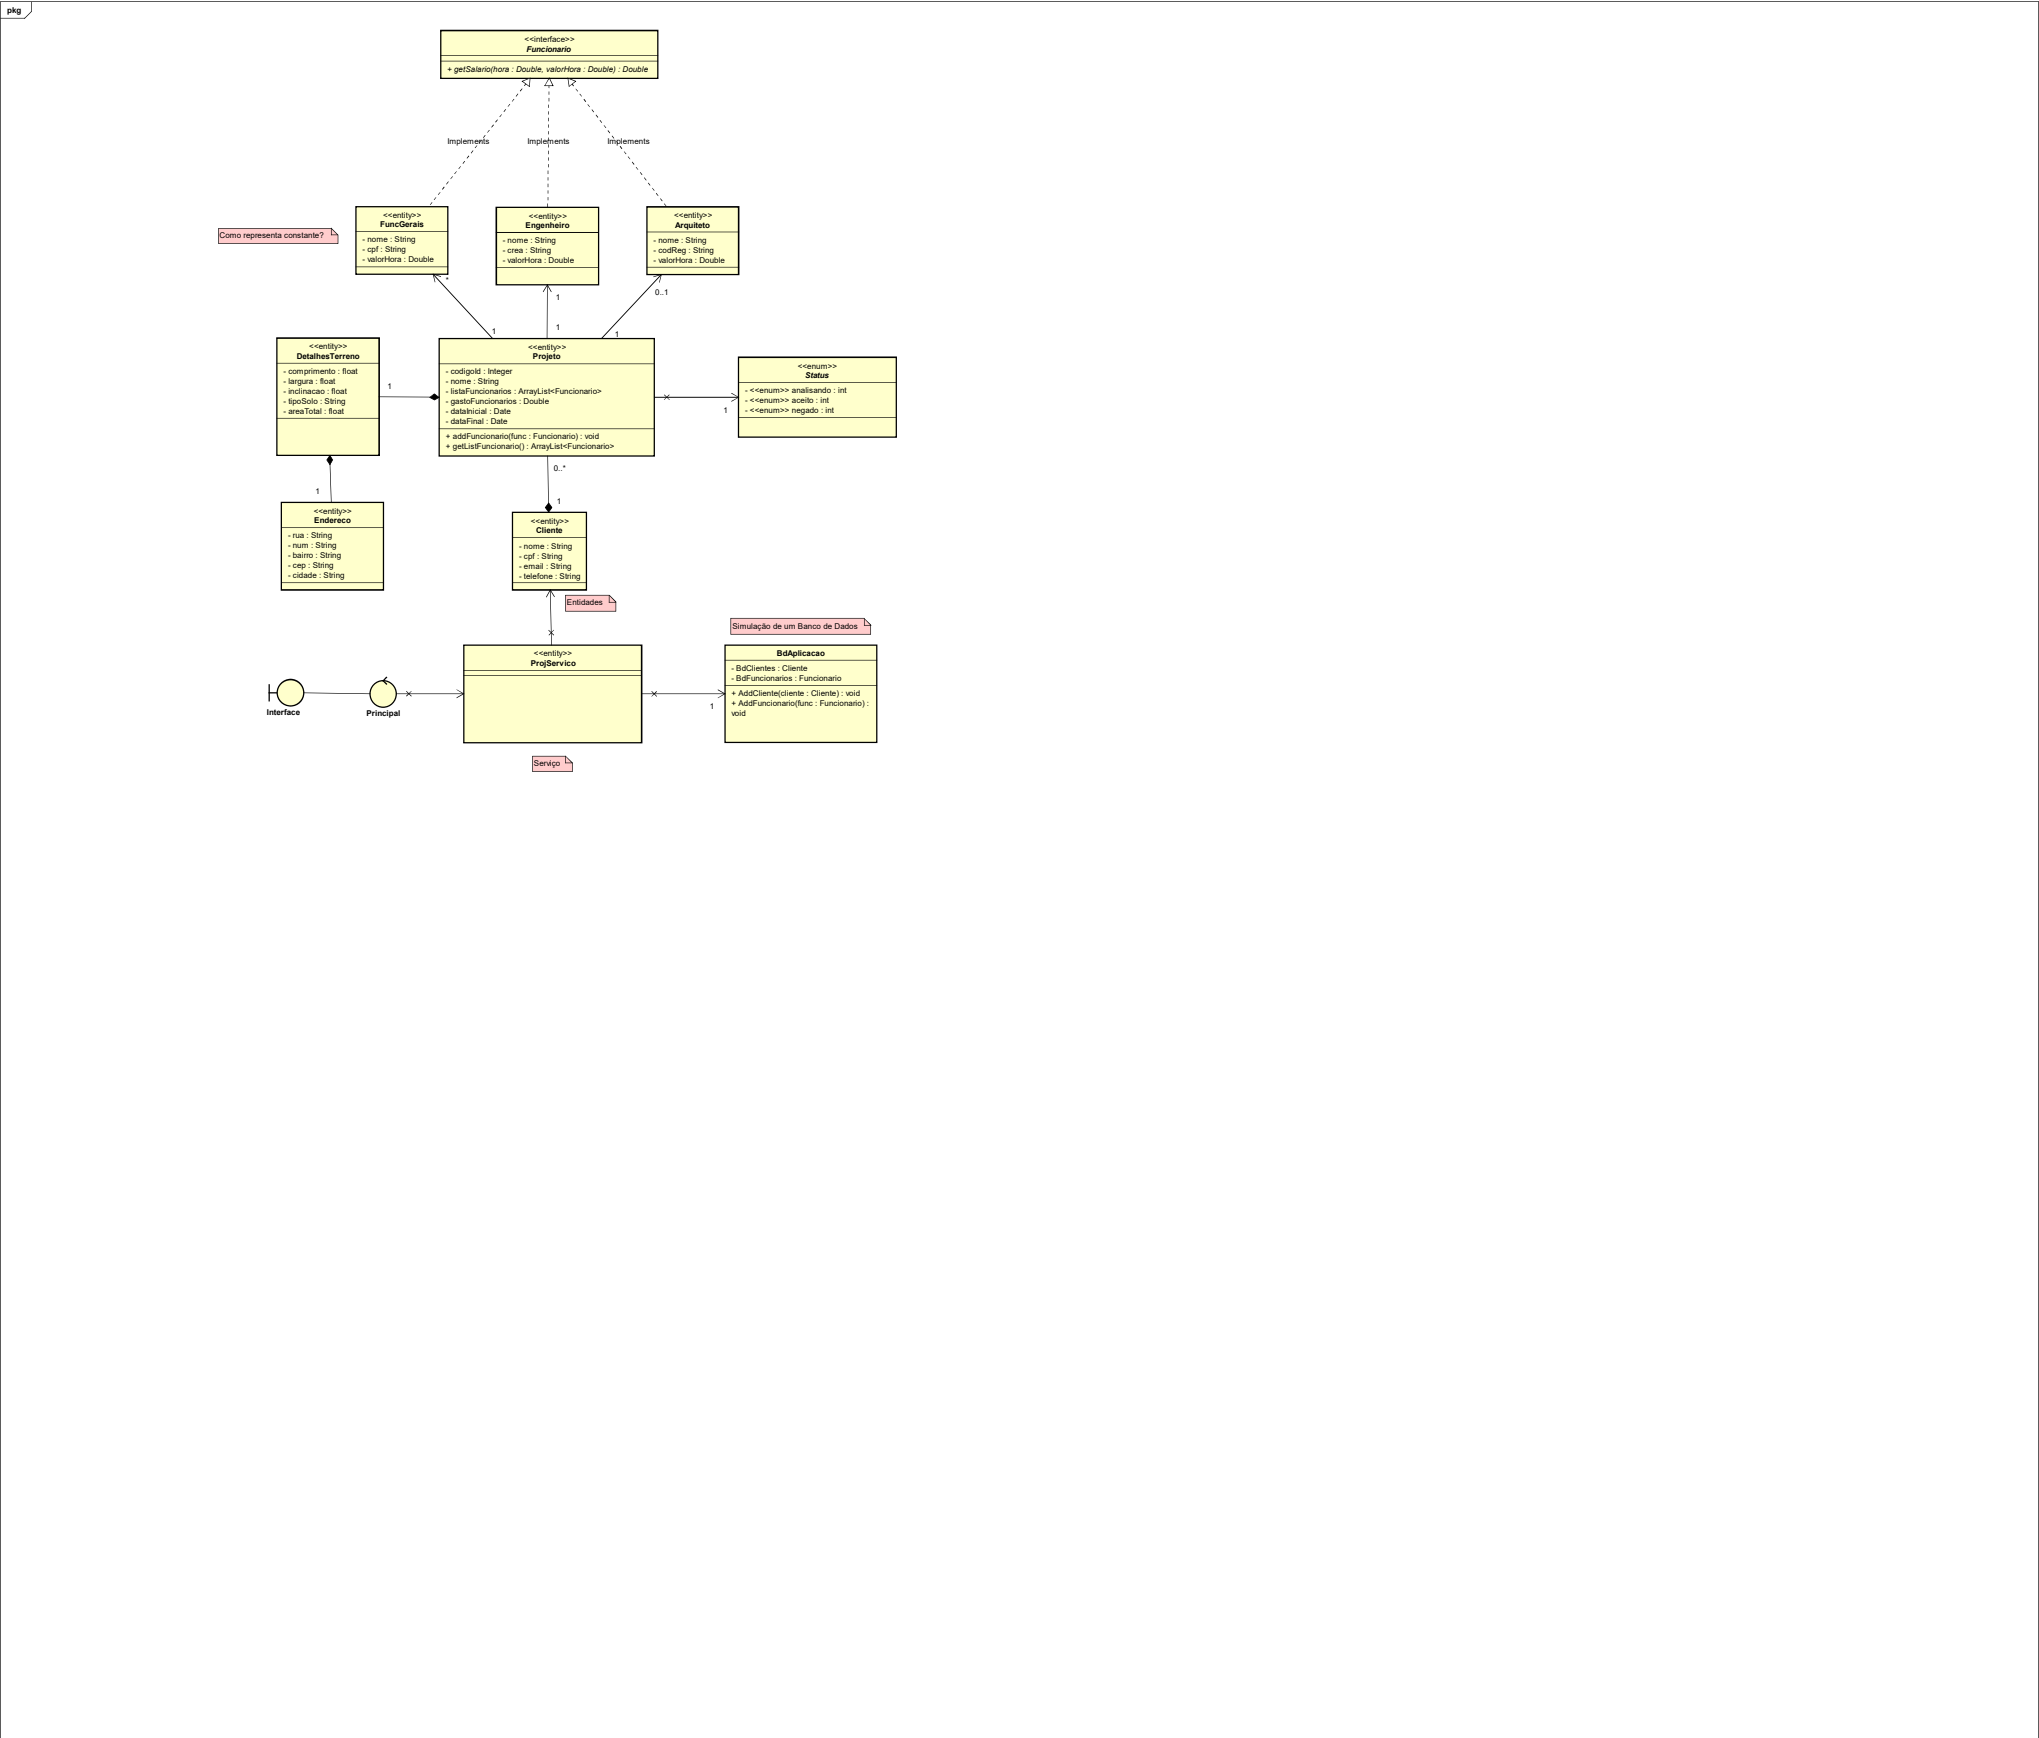 pkg
<<interface>>
Funcionario
+ getSalario(hora : Double, valorHora : Double) : Double
Implements
Implements
Implements
Como representa constante?
<<entity>>
FuncGerais
- nome : String
- cpf : String
- valorHora : Double
<<entity>>
Engenheiro
- nome : String
- crea : String
- valorHora : Double
<<entity>>
Arquiteto
- nome : String
- codReg : String
- valorHora : Double
*
1
0..1
1
1
1
<<entity>>
DetalhesTerreno
- comprimento : float
- largura : float
- inclinacao : float
- tipoSolo : String
- areaTotal : float
1
<<entity>>
Projeto
- codigoId : Integer
- nome : String
- listaFuncionarios : ArrayList<Funcionario>
- gastoFuncionarios : Double
- dataInicial : Date
- dataFinal : Date
+ addFuncionario(func : Funcionario) : void
+ getListFuncionario() : ArrayList<Funcionario>
1
<<enum>>
Status
- <<enum>> analisando : int
- <<enum>> aceito : int
- <<enum>> negado : int
0..*
1
1
<<entity>>
Endereco
- rua : String
- num : String
- bairro : String
- cep : String
- cidade : String
<<entity>>
Cliente
- nome : String
- cpf : String
- email : String
- telefone : String
Entidades
Simulação de um Banco de Dados
Interface
Principal
<<entity>>
ProjServico
1
BdAplicacao
- BdClientes : Cliente
- BdFuncionarios : Funcionario
+ AddCliente(cliente : Cliente) : void
+ AddFuncionario(func : Funcionario) :
void
Serviço